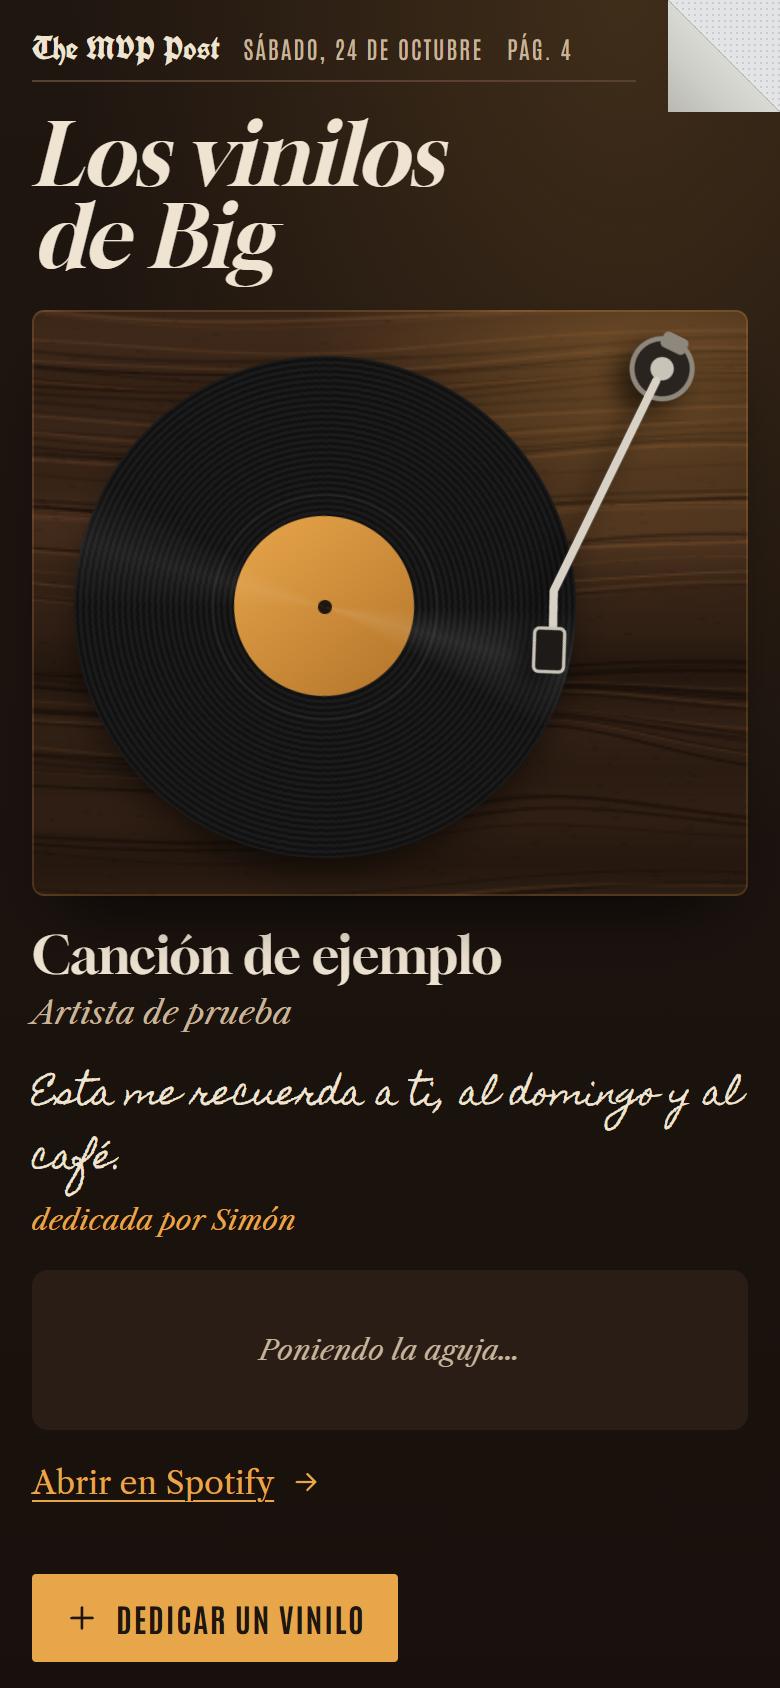 The MVP Post SÁBADO, 24 DE OCTUBRE PÁG. 4
Los vinilos
de Big
Canción de ejemplo
Artista de prueba
Esta me recuerda a ti, al domingo y al
café.
dedicada por Simón
Poniendo la aguja...
Abrir en Spotify →
+ DEDICAR UN VINILO